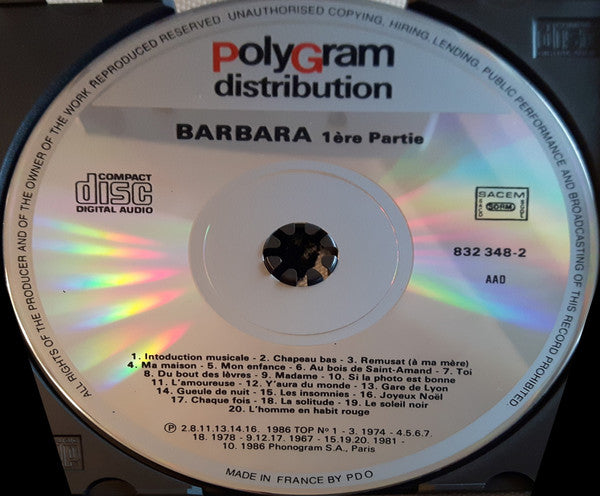 ALL RIGHTS OF THE PRODUCER AND OF THE OWNER OF THE WORK REPRODUCED RESERVED. UNAUTHORISED COPYING, HIRING, LENDING, PUBLIC PERFORMANCE AND BROADCASTING OF THIS RECORD PROHIBITED.
PolyGram
distribution
BARBARA 1ère Partie
COMPACT
disc
DIGITAL AUDIO
SACEM
SDRM
832 348-2
AAD
1. Intoduction musicale - 2. Chapeau bas - 3. Remusat (à ma mère)
4. Ma maison - 5. Mon enfance - 6. Au bois de Saint-Amand - 7. Toi
8. Du bout des lèvres - 9. Madame - 10. Si la photo est bonne
11. L'amoureuse - 12. Y'aura du monde - 13. Gare de Lyon
14. Gueule de nuit - 15. Les insomnies - 16. Joyeux Noël
17. Chaque fois - 18. La solitude - 19. Le soleil noir
20. L'homme en habit rouge
Ⓟ 2.8.11.13.14.16. 1986 TOP N° 1 - 3. 1974 - 4.5.6.7.
18. 1978 - 9.12.17. 1967 - 15.19.20. 1981 -
10. 1986 Phonogram S.A., Paris
MADE IN FRANCE BY PDO